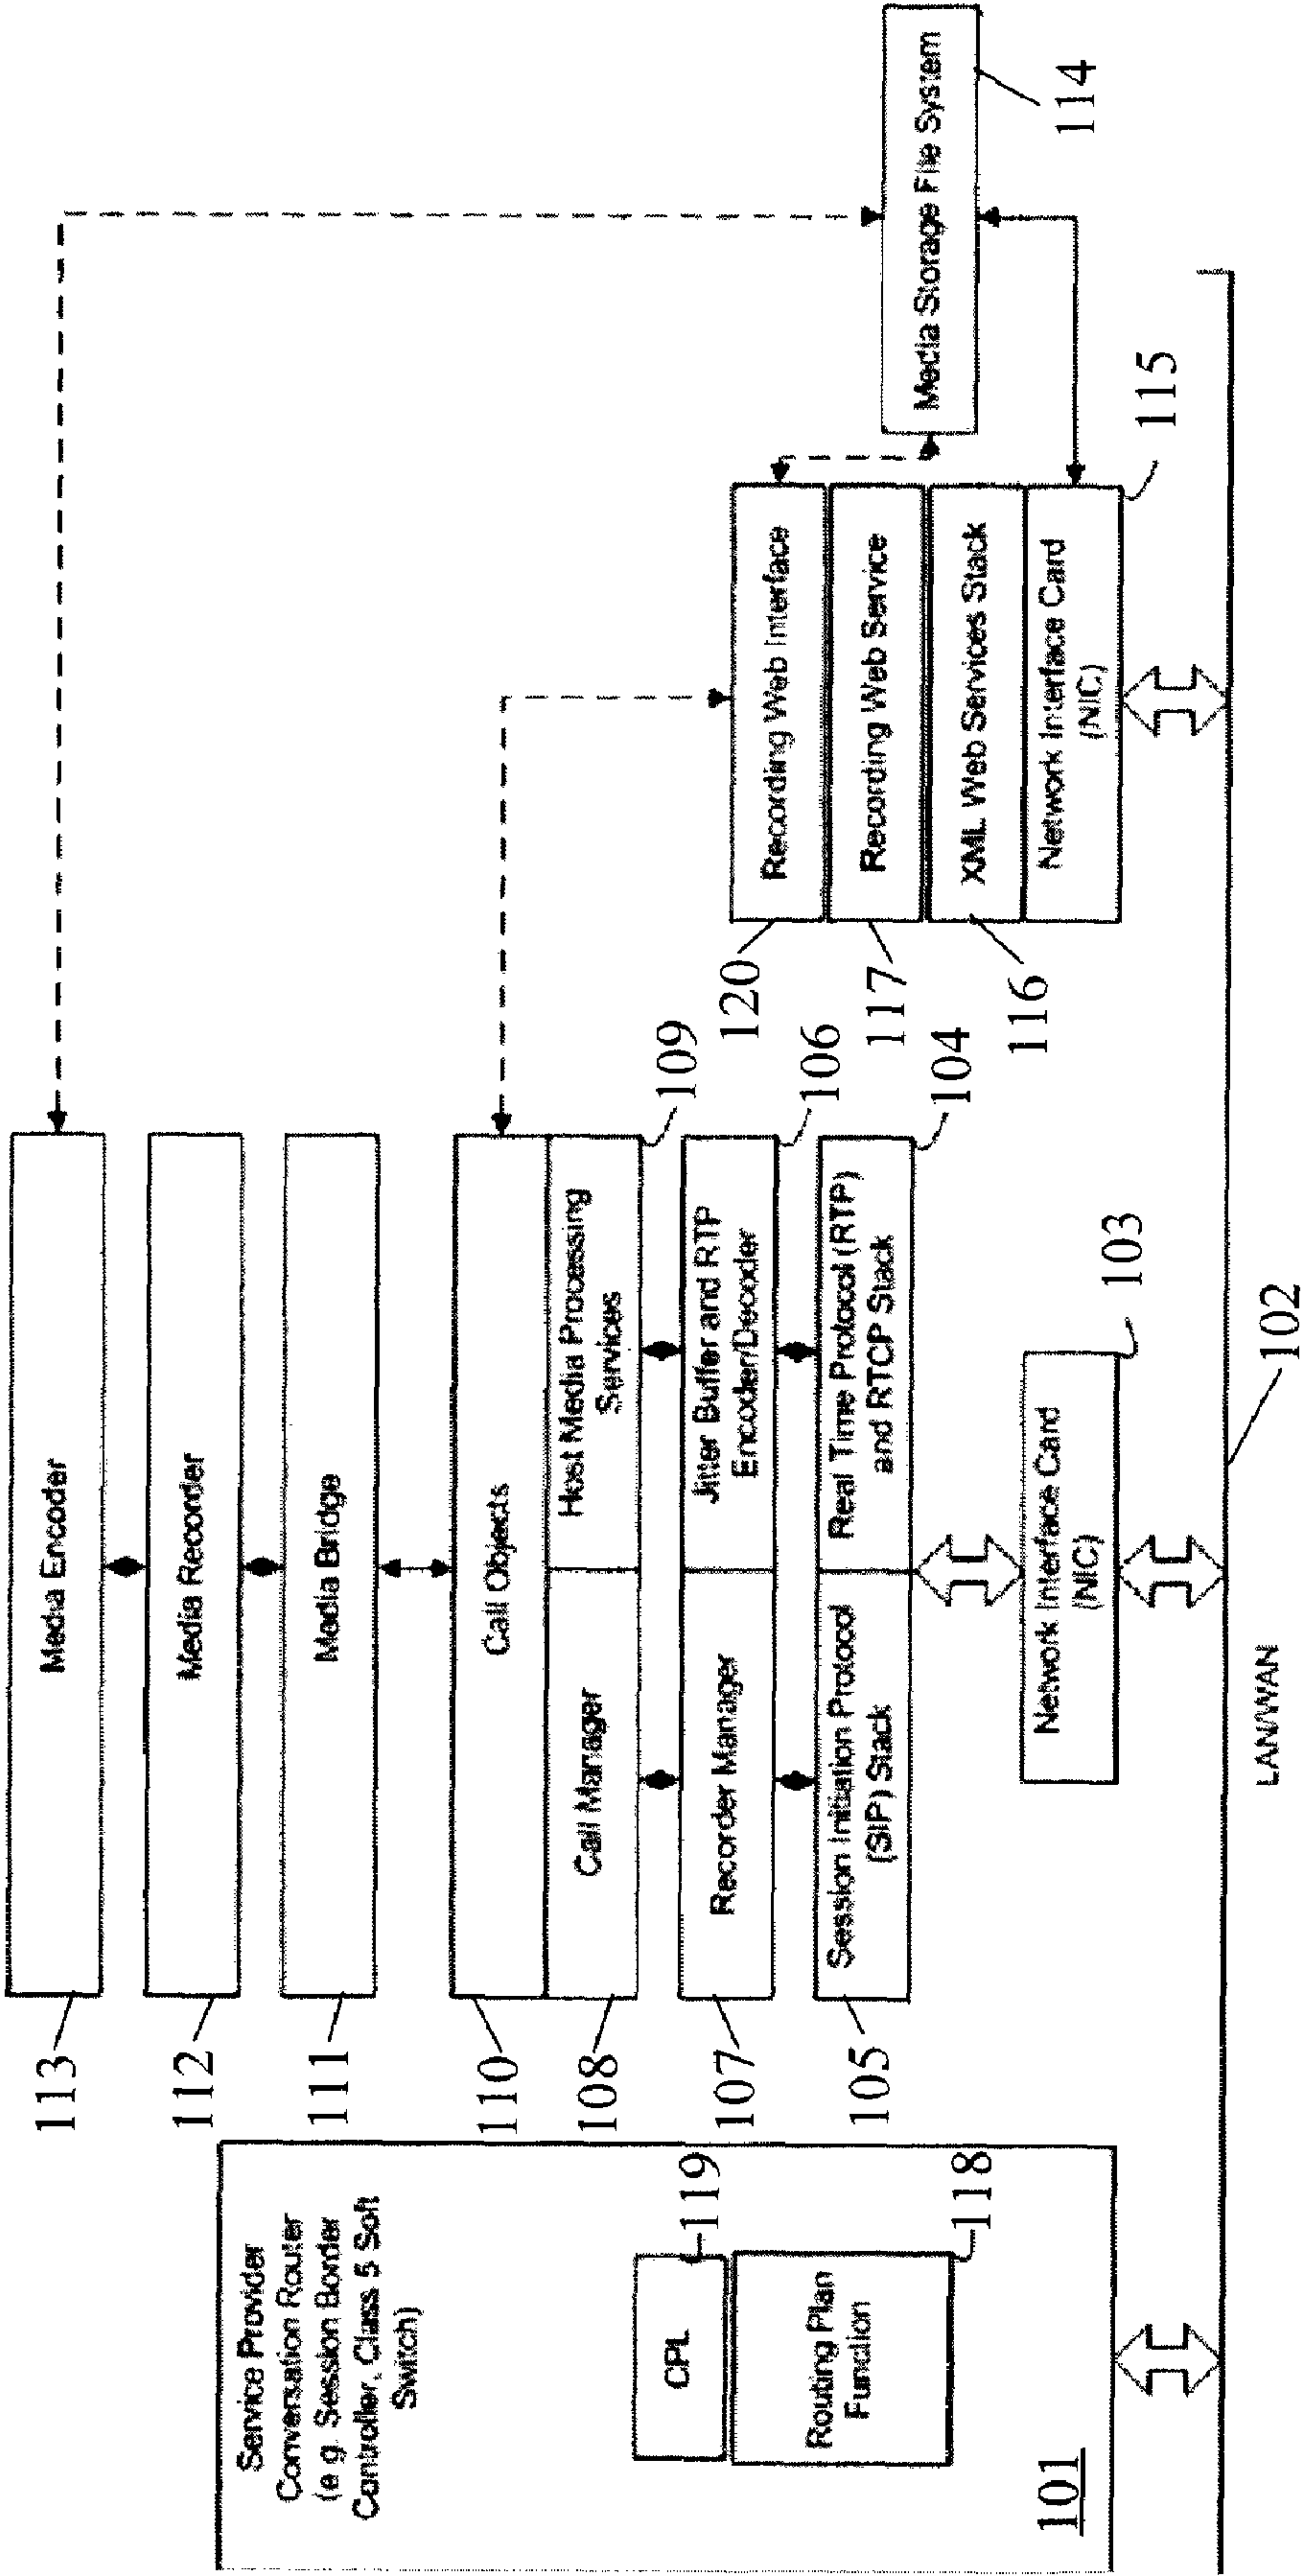 113
Media Encoder
112
Media Recorder
111
Media Bridge
110
Call Objects
108
Call Manager
Host Media Processing
Services
109
107
Recorder Manager
Jitter Buffer and RTP
Encoder/Decoder
106
105
Session Initiation Protocol
(SIP) Stack
Real Time Protocol (RTP)
and RTCP Stack
104
Network Interface Card
(NIC)
103
Service Provider
Conversation Router
(e.g. Session Border
Controller, Class 5 Soft
Switch)
CPL
119
Routing Plan
Function
118
101
120
Recording Web Interface
117
Recording Web Service
116
XML Web Services Stack
Network Interface Card
(NIC)
115
Media Storage File System
114
LAN/WAN
102